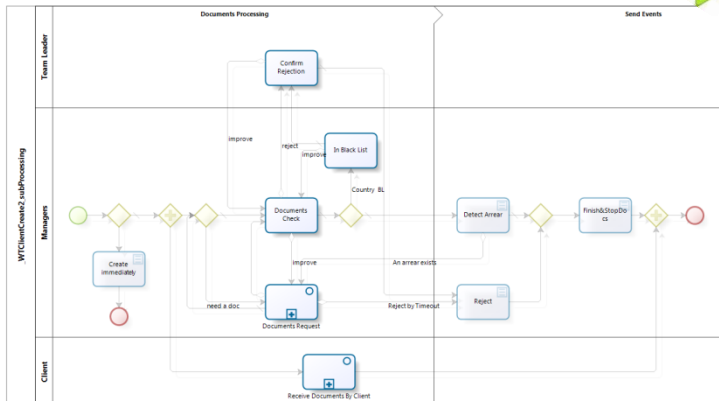 Documents Processing
Send Events
_WTClientCreate2_subProcessing
Team Leader
Managers
Client
Confirm
Rejection
improve
reject
improve
In Black List
Country BL
Documents
Check
Detect Arrear
Finish&StopDo
cs
Create
immediately
improve
An arrear exists
need a doc
Documents Request
Reject by Timeout
Reject
Receive Documents By Client